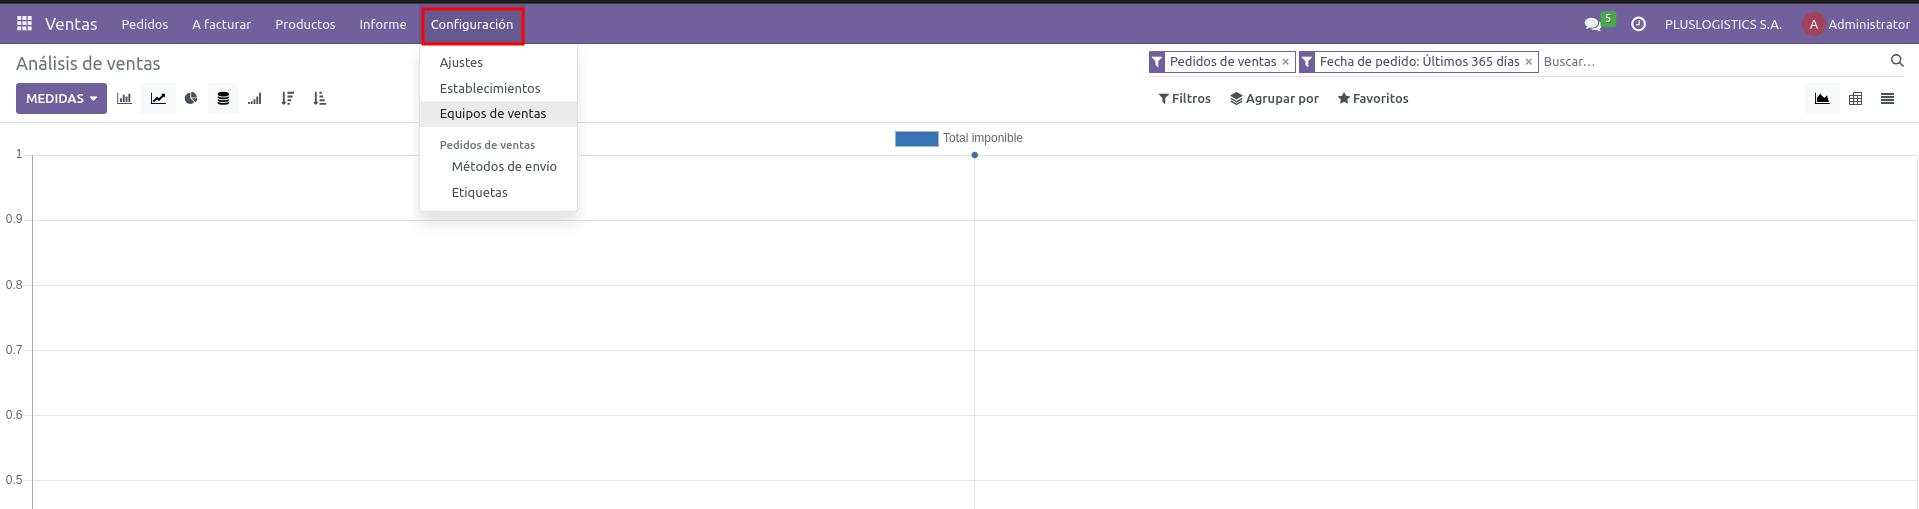 Ventas Pedidos A facturar Productos Informe Configuración 5 PLUSLOGISTICS S.A. A Administrator
Análisis de ventas
Pedidos de ventas × Fecha de pedido: Últimos 365 días × Buscar...
MEDIDAS
Filtros Agrupar por Favoritos
Ajustes
Establecimientos
Equipos de ventas
Pedidos de ventas
Métodos de envío
Etiquetas
Total imponible
1
0.9
0.8
0.7
0.6
0.5